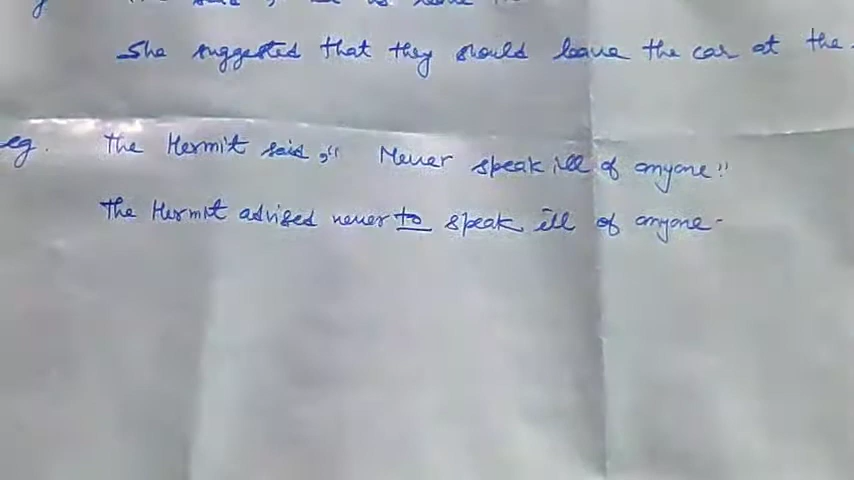 She suggested that they should leave the car at the
eg. The Hermit said, " Never speak ill of anyone"
The Hermit advised never to speak ill of anyone-